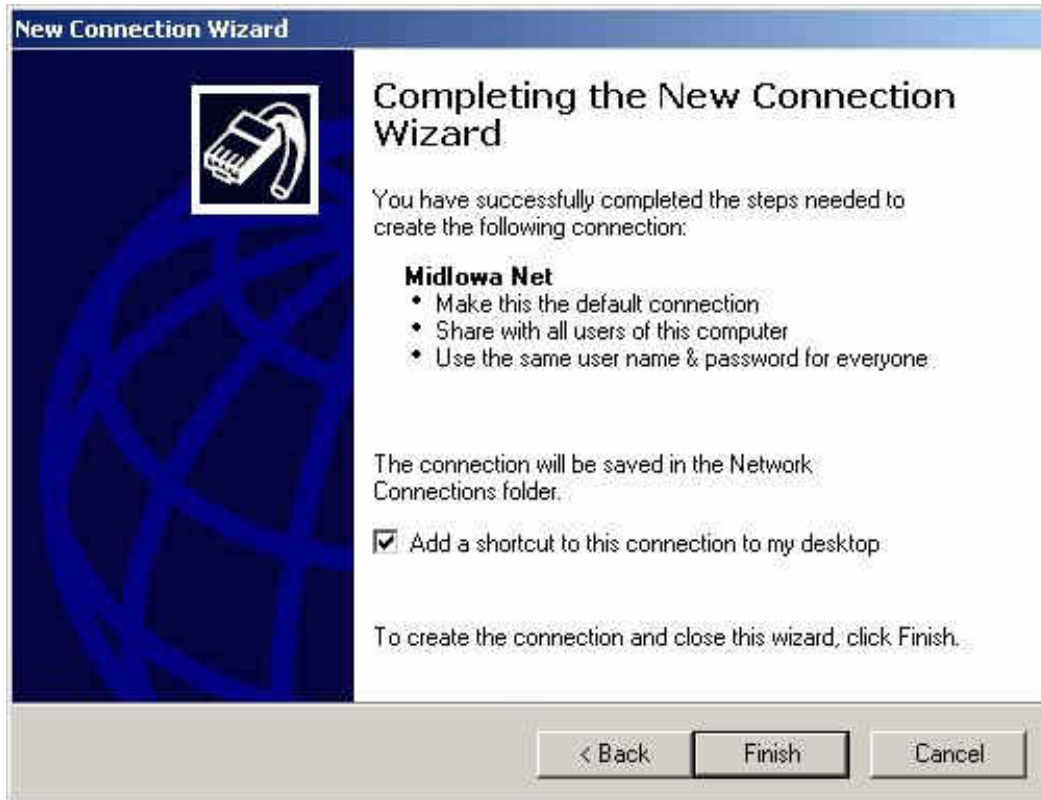 New Connection Wizard
Completing the New Connection
Wizard
You have successfully completed the steps needed to
create the following connection:
MidIowa Net
• Make this the default connection
• Share with all users of this computer
• Use the same user name & password for everyone
The connection will be saved in the Network
Connections folder.
Add a shortcut to this connection to my desktop
To create the connection and close this wizard, click Finish.
< Back
Finish
Cancel